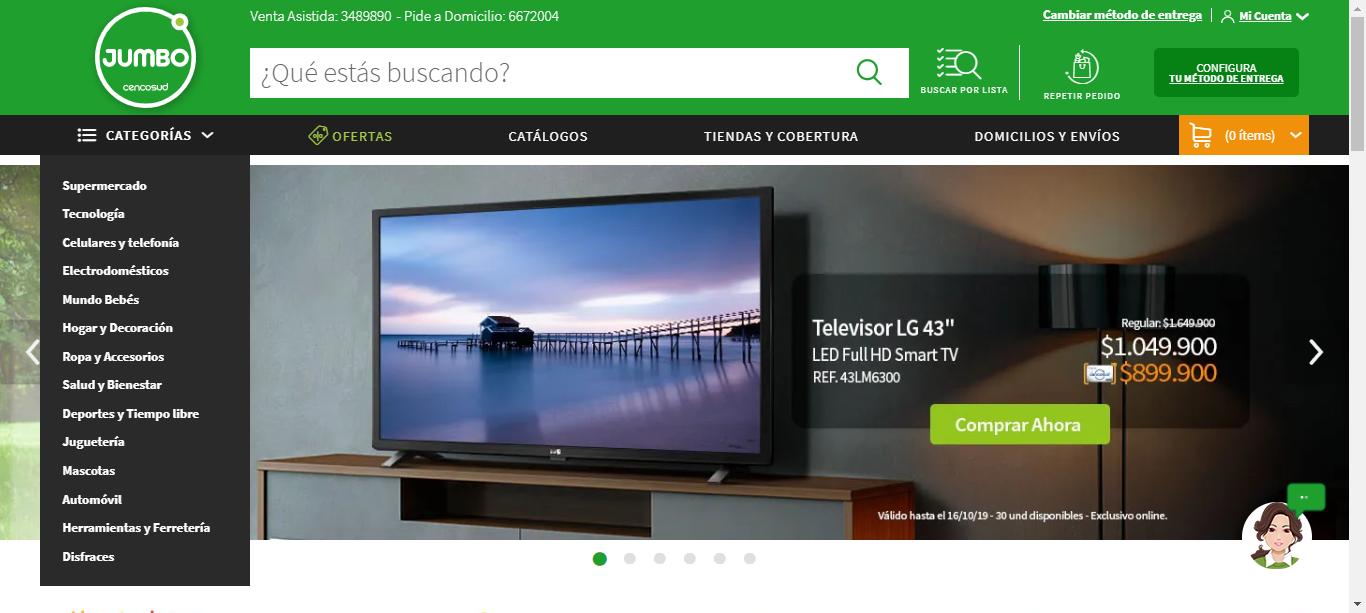 Venta Asistida: 3489890 - Pide a Domicilio: 6672004
Cambiar método de entrega
Mi Cuenta
JUMBO
cencosud
¿Qué estás buscando?
BUSCAR POR LISTA
REPETIR PEDIDO
CONFIGURA
TU MÉTODO DE ENTREGA
CATEGORÍAS
OFERTAS
CATÁLOGOS
TIENDAS Y COBERTURA
DOMICILIOS Y ENVÍOS
(0 ítems)
Supermercado
Tecnología
Celulares y telefonía
Electrodomésticos
Mundo Bebés
Hogar y Decoración
Ropa y Accesorios
Salud y Bienestar
Deportes y Tiempo libre
Juguetería
Mascotas
Automóvil
Herramientas y Ferretería
Disfraces
Televisor LG 43"
LED Full HD Smart TV
REF. 43LM6300
Regular: $1.649.900
$1.049.900
$899.900
Comprar Ahora
Válido hasta el 16/10/19 - 30 und disponibles - Exclusivo online.